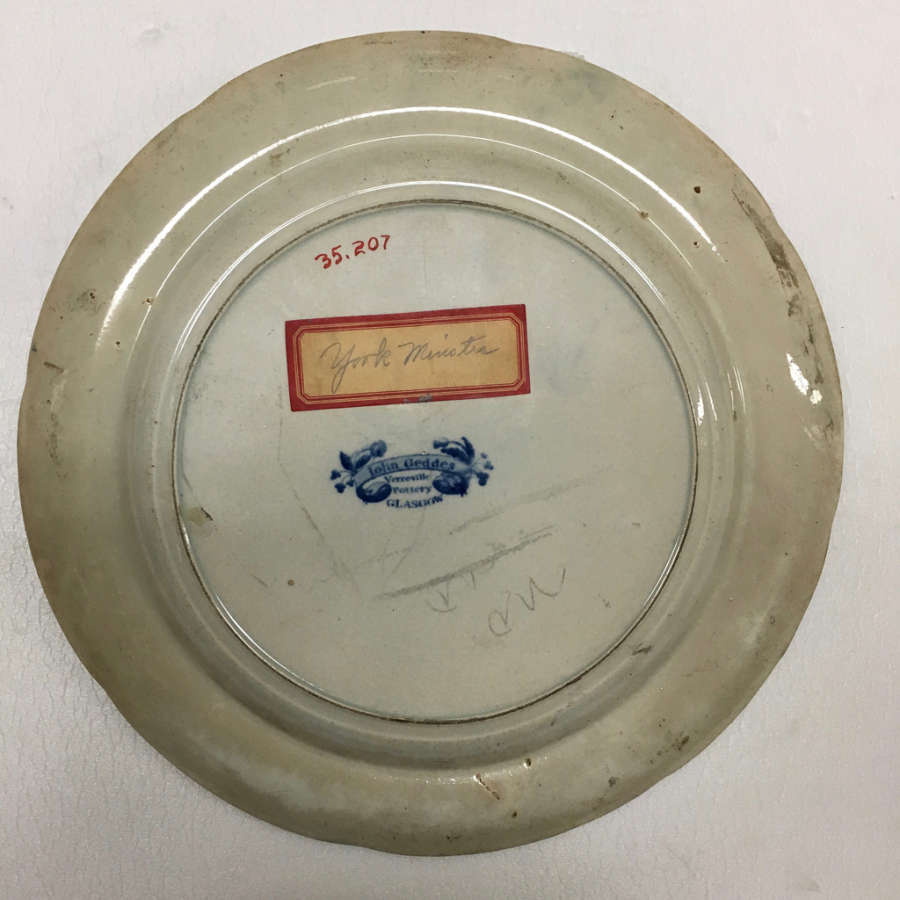 35.207
York Minster
John Geddes
Verreville
Pottery
GLASGOW